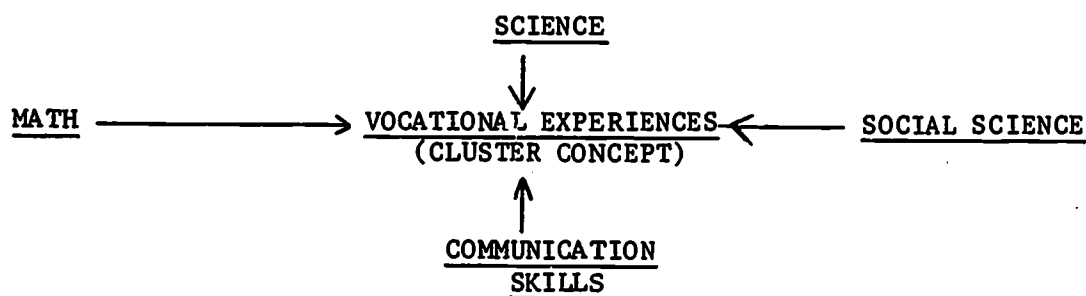 SCIENCE
MATH VOCATIONAL EXPERIENCES SOCIAL SCIENCE
(CLUSTER CONCEPT)
COMMUNICATION
SKILLS